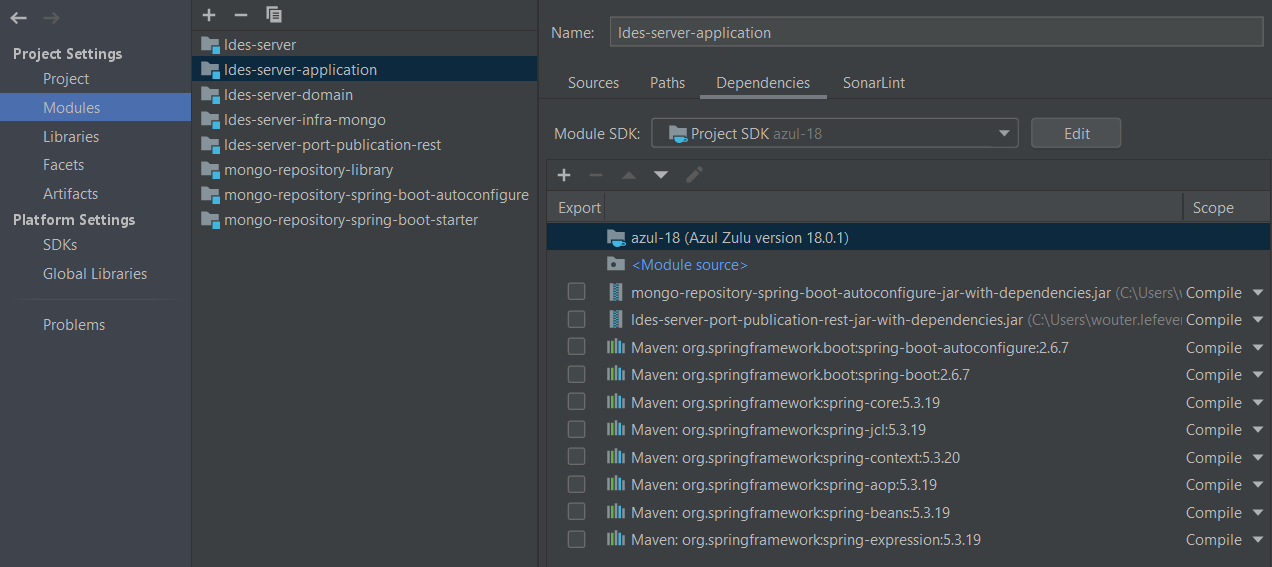 Project Settings
Project
Modules
Libraries
Facets
Artifacts
Platform Settings
SDKs
Global Libraries
Problems
ldes-server
ldes-server-application
ldes-server-domain
ldes-server-infra-mongo
ldes-server-port-publication-rest
mongo-repository-library
mongo-repository-spring-boot-autoconfigure
mongo-repository-spring-boot-starter
Name: ldes-server-application
Sources Paths Dependencies SonarLint
Module SDK: Project SDK azul-18 Edit
Export Scope
azul-18 (Azul Zulu version 18.0.1)
<Module source>
mongo-repository-spring-boot-autoconfigure-jar-with-dependencies.jar (C:\Users\ Compile
ldes-server-port-publication-rest-jar-with-dependencies.jar (C:\Users\wouter.lefever Compile
Maven: org.springframework.boot:spring-boot-autoconfigure:2.6.7 Compile
Maven: org.springframework.boot:spring-boot:2.6.7 Compile
Maven: org.springframework:spring-core:5.3.19 Compile
Maven: org.springframework:spring-jcl:5.3.19 Compile
Maven: org.springframework:spring-context:5.3.20 Compile
Maven: org.springframework:spring-aop:5.3.19 Compile
Maven: org.springframework:spring-beans:5.3.19 Compile
Maven: org.springframework:spring-expression:5.3.19 Compile